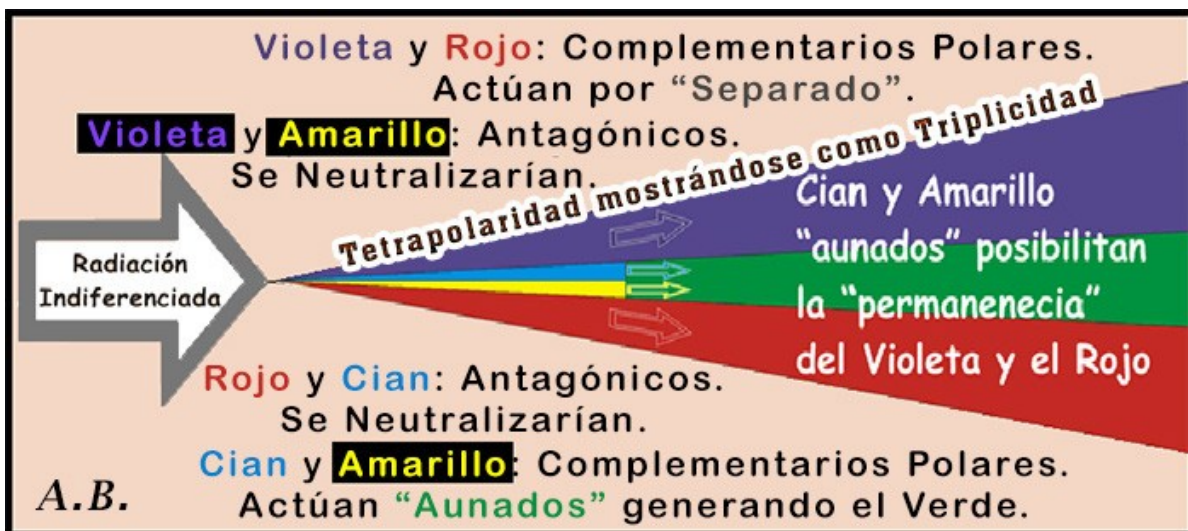 Violeta y Rojo: Complementarios Polares.
Actúan por “Separado”.
Violeta y Amarillo: Antagónicos.
Se Neutralizarían.
Tetrapolaridad mostrándose como Triplicidad
Radiación
Indiferenciada
Cian y Amarillo
“aunados” posibilitan
la “permanenecia”
del Violeta y el Rojo
Rojo y Cian: Antagónicos.
Se Neutralizarían.
Cian y Amarillo: Complementarios Polares.
Actúan “Aunados” generando el Verde.
A.B.